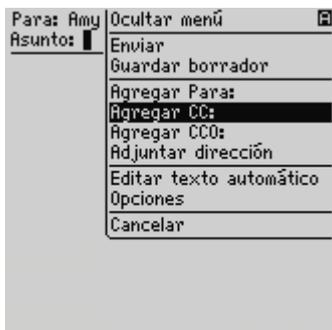 Para: Amy
Asunto:
Ocultar menú
Enviar
Guardar borrador
Agregar Para:
Agregar CC:
Agregar CCO:
Adjuntar dirección
Editar texto automático
Opciones
Cancelar